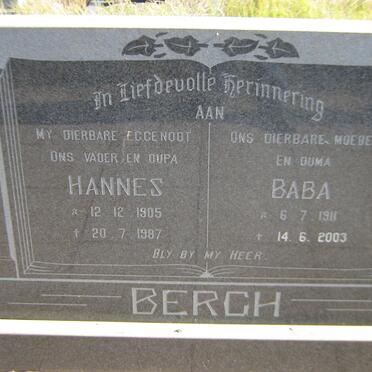 In Liefdevolle Herinnering
AAN
MY DIERBARE EGGENOOT
ONS VADER EN OUPA
HANNES
* 12.12.1905
† 20.7.1987
ONS DIERBARE MOEDE
EN OUMA
BABA
* 6.7.1911
† 14.6.2003
BLY BY MY HEER.
BERGH